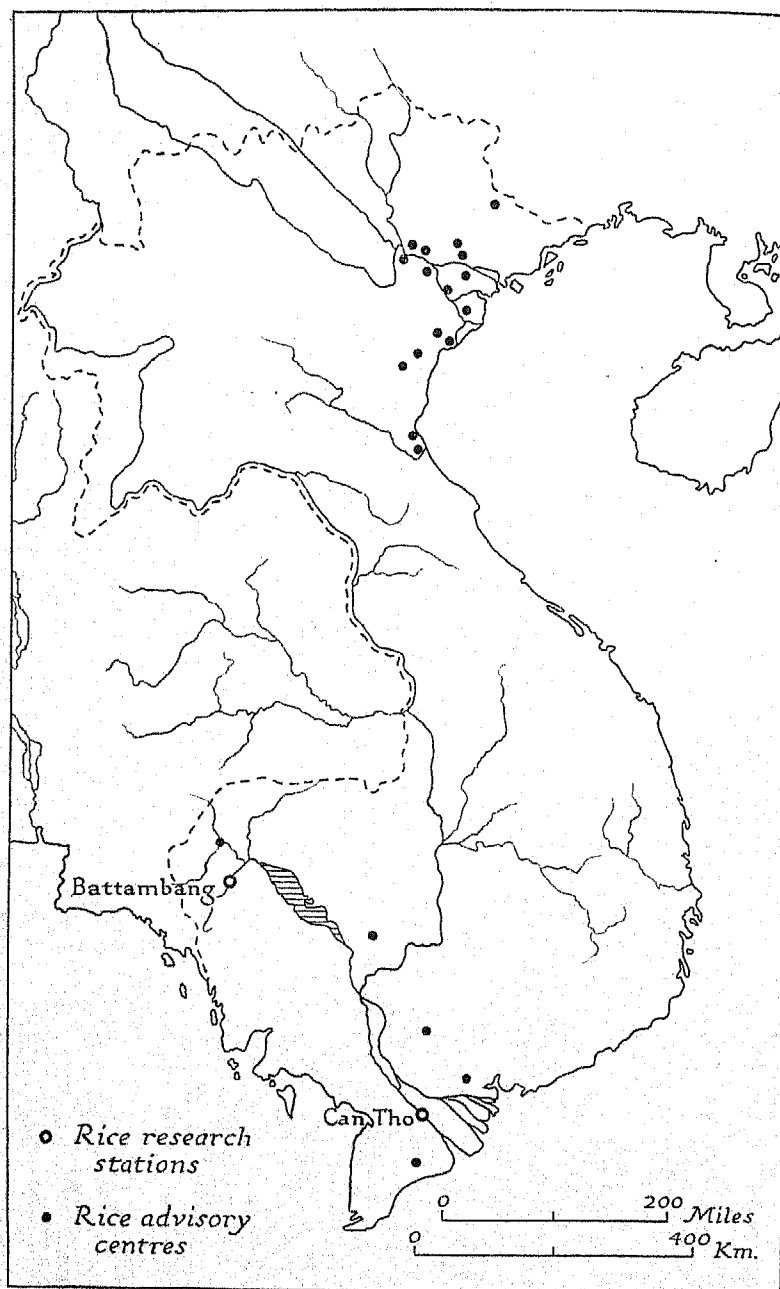 Battambang
Can Tho
Rice research
stations
Rice advisory
centres
0 200 Miles
0 400 Km.